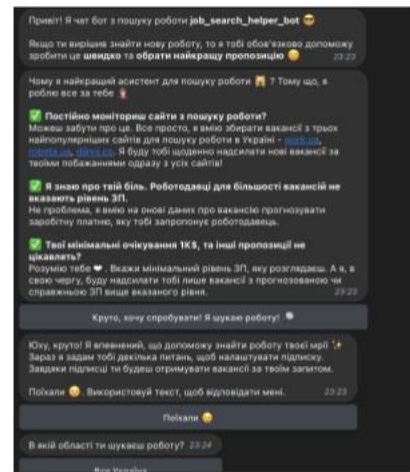 Привіт! Я чат бот з пошуку роботи job_search_helper_bot 😎
Якщо ти вирішив знайти нову роботу, то я тобі обов'язково допоможу
зробити це швидко та обрати найкращу пропозицію 🙂 23:23
Чому я найкращий асистент для пошуку роботи ? Тому що, я
роблю все за тебе
✅ Постійно моніториш сайти з пошуку роботи?
Можеш забути про це. Все просто, я вмію збирати вакансії з трьох
найпопулярніших сайтів для пошуку роботи в Україні - work.ua,
robota.ua, djinni.co. Я буду тобі щоденно надсилати нові вакансії за
твоїми побажаннями одразу з усіх сайтів!
✅ Я знаю про твій біль. Роботодавці для більшості вакансій не
вказають рівень ЗП.
Не проблема, я вмію на основі даних про вакансію прогнозувати
заробітну платню, яку тобі запропонує роботодавець.
✅ Твої мінімальні очікування 1К$, та інші пропозиції не
цікавлять?
Розумію тебе ❤. Вкажи мінімальний рівень ЗП, яку розглядаєш. А я, в
свою чергу, буду надсилати тобі лише вакансії з прогнозованою чи
справжньою ЗП вище вказаного рівня. 23:23
Круто, хочу спробувати! Я шукаю роботу!
Юху, круто! Я впевнений, що допоможу знайти роботу твоєї мрії ✨
Зараз я задам тобі декілька питань, щоб налаштувати підписку.
Завдяки підписці ти будеш отримувати вакансії за твоїм запитом.
Поїхали . Використовуй текст, щоб відповідати мені. 23:23
Поїхали
В якій області ти шукаєш роботу? 23:24
Вся Україна